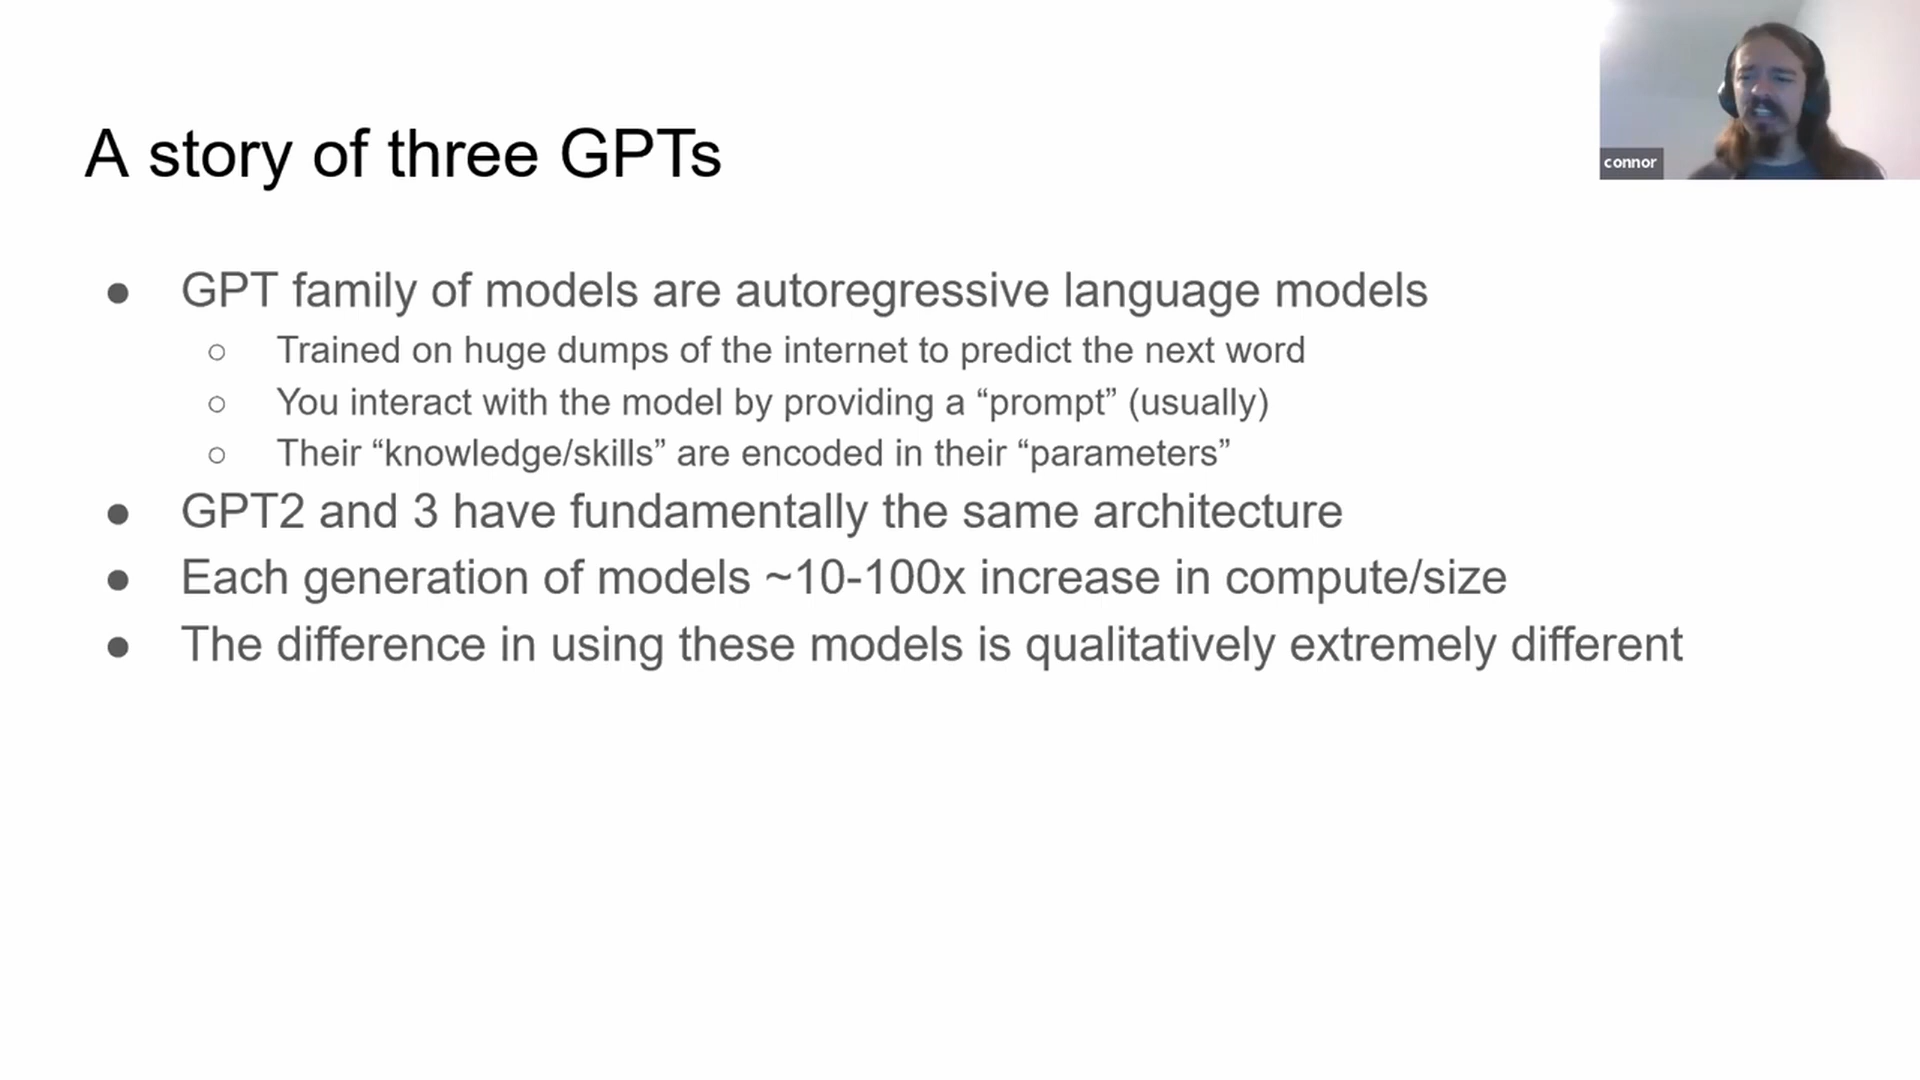 A story of three GPTs
connor
● GPT family of models are autoregressive language models
○ Trained on huge dumps of the internet to predict the next word
○ You interact with the model by providing a “prompt” (usually)
○ Their “knowledge/skills” are encoded in their “parameters”
● GPT2 and 3 have fundamentally the same architecture
● Each generation of models ~10-100x increase in compute/size
● The difference in using these models is qualitatively extremely different